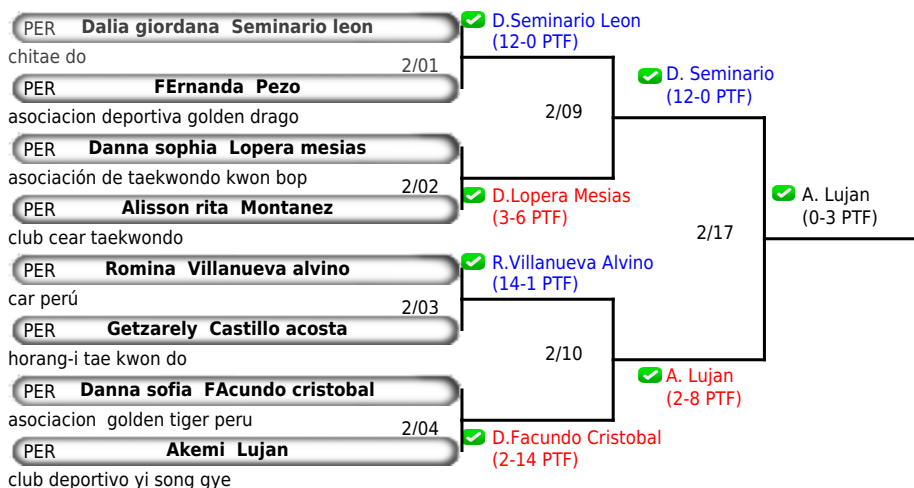 PER Dalia giordana Seminario leon
chitae do
2/01
PER FErnanda Pezo
asociacion deportiva golden drago
PER Danna sophia Lopera mesias
asociación de taekwondo kwon bop
2/02
PER Alisson rita Montanez
club cear taekwondo
PER Romina Villanueva alvino
car perú
2/03
PER Getzarely Castillo acosta
horang-i tae kwon do
PER Danna sofia FAcundo cristobal
asociacion golden tiger peru
2/04
PER Akemi Lujan
club deportivo yi song gye
D.Seminario Leon
(12-0 PTF)
2/09
D.Lopera Mesias
(3-6 PTF)
R.Villanueva Alvino
(14-1 PTF)
2/10
D.Facundo Cristobal
(2-14 PTF)
D. Seminario
(12-0 PTF)
2/17
A. Lujan
(2-8 PTF)
A. Lujan
(0-3 PTF)